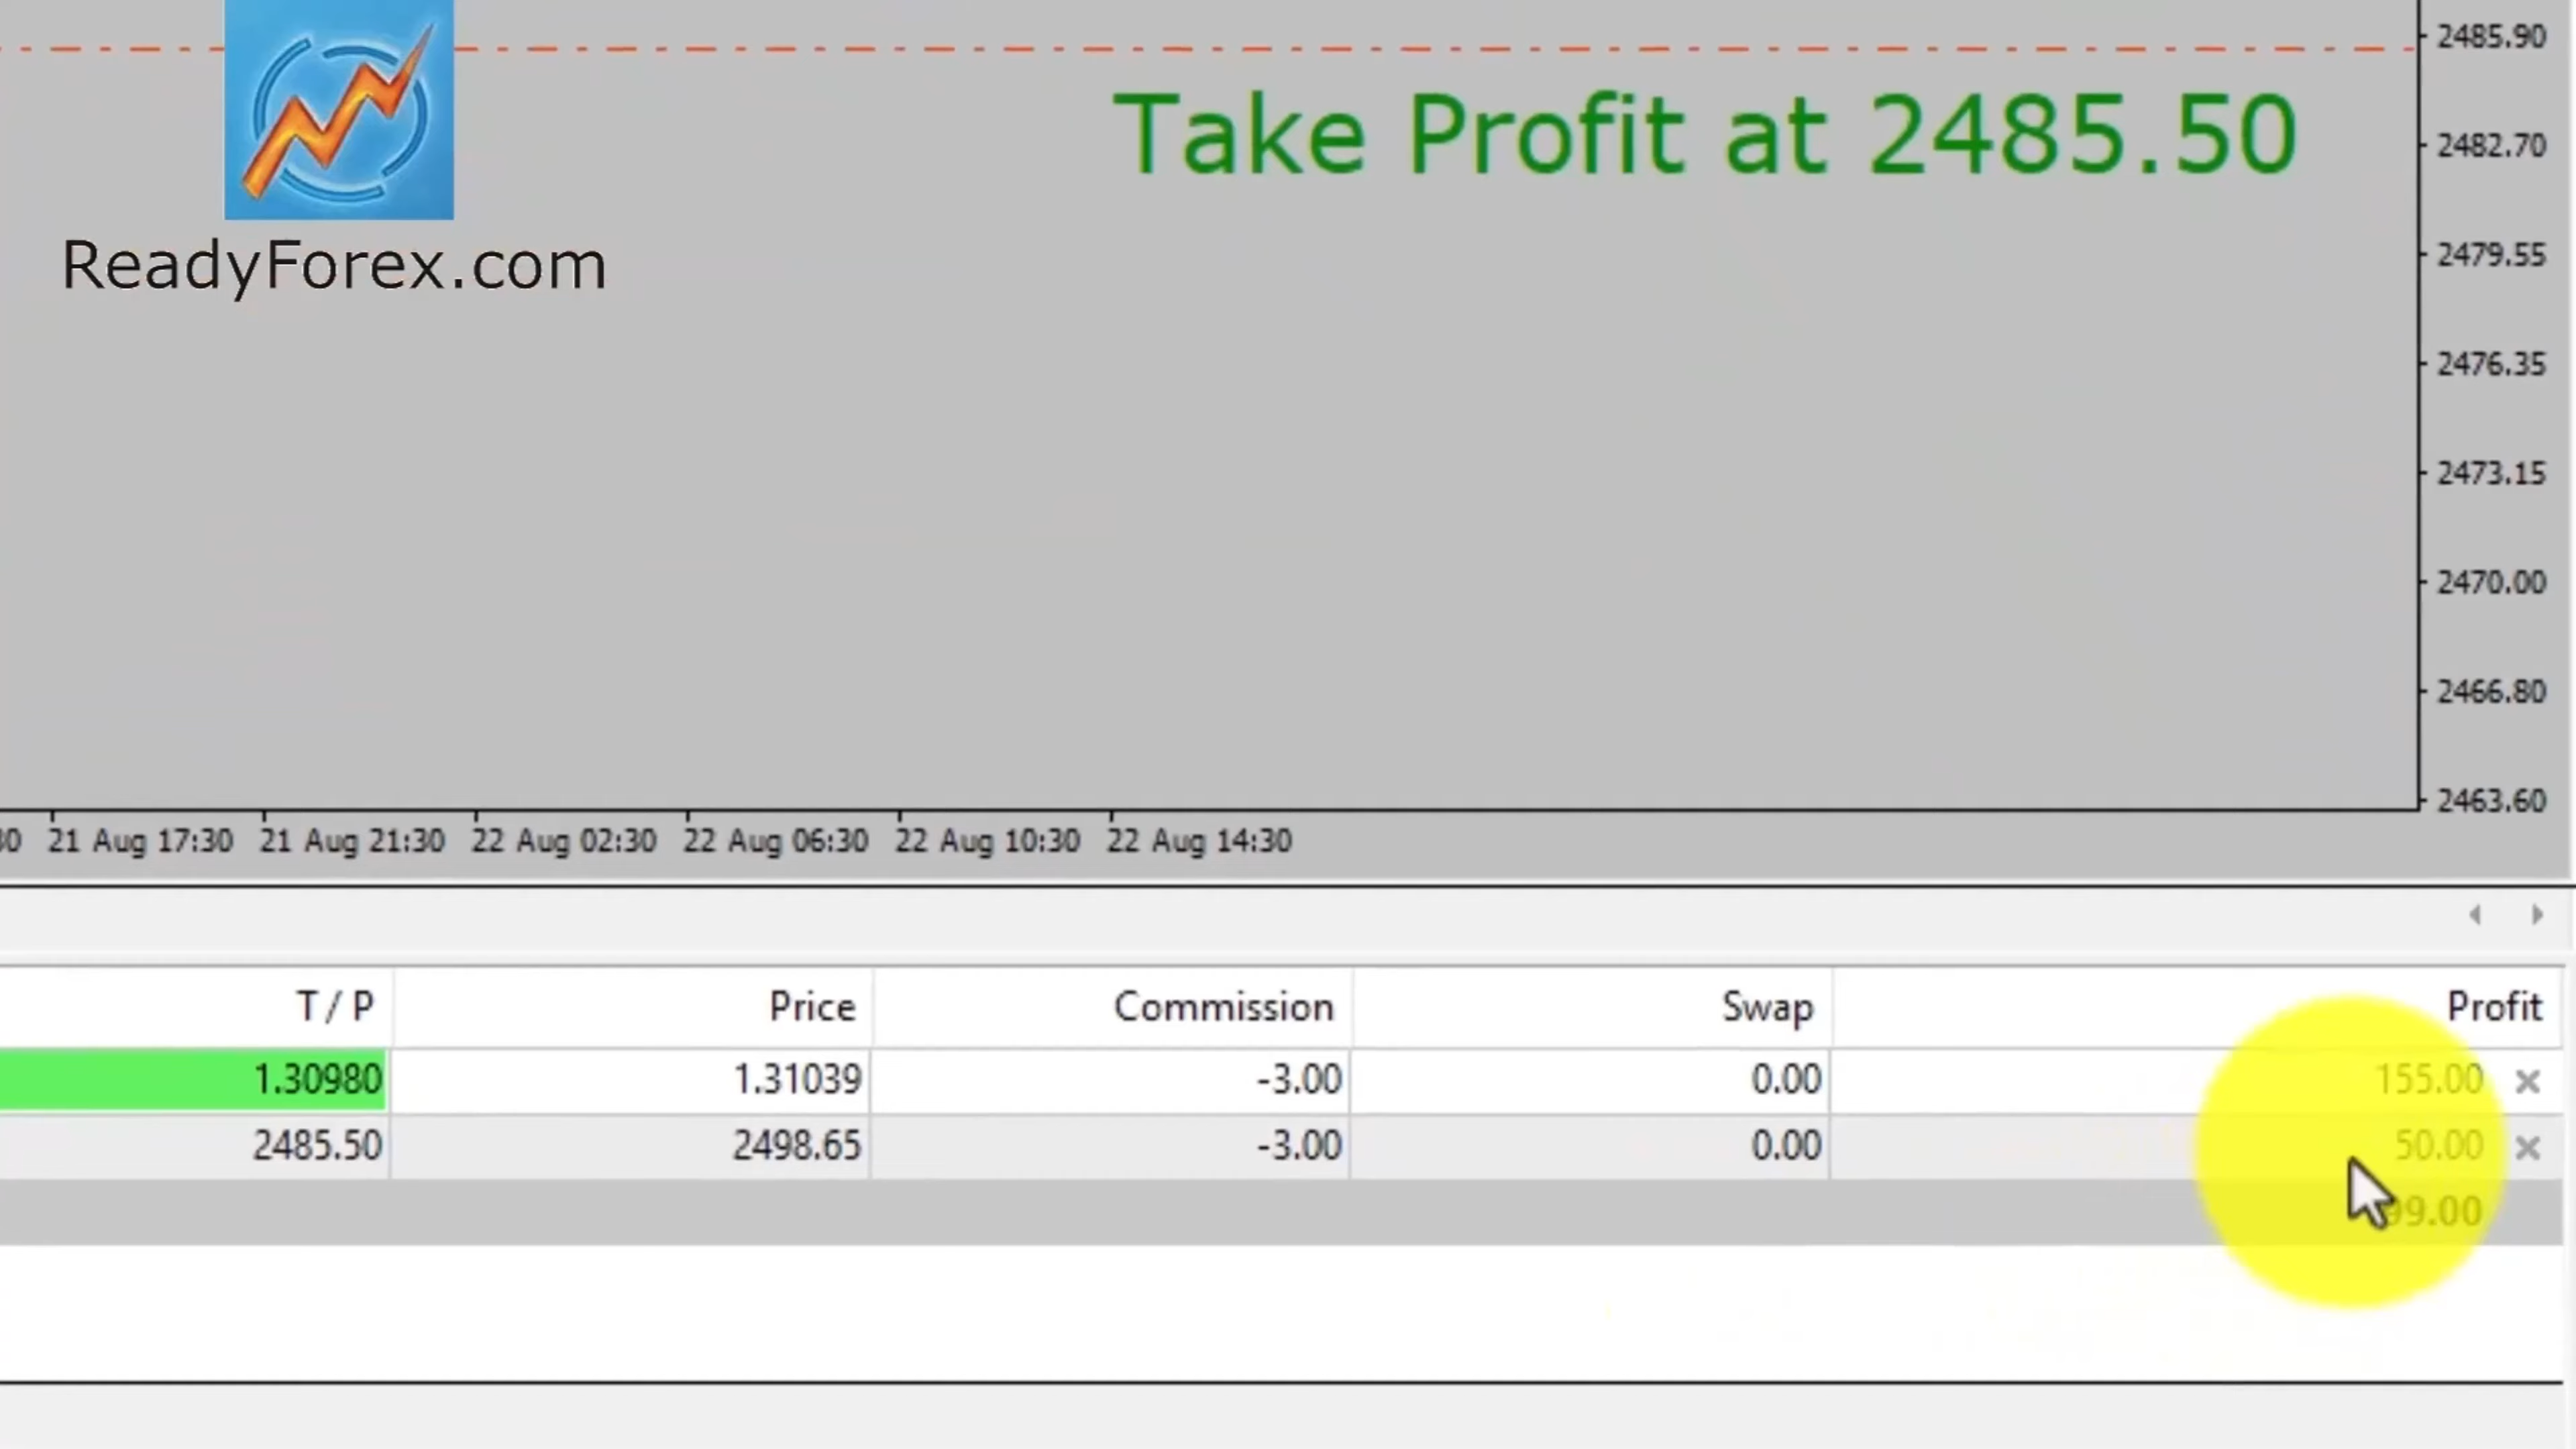 2485.90
Take Profit at 2485.50
2482.70
ReadyForex.com
2479.55
2476.35
2473.15
2470.00
2466.80
2463.60
21 Aug 17:30 21 Aug 21:30 22 Aug 02:30 22 Aug 06:30 22 Aug 10:30 22 Aug 14:30
T / P Price Commission Swap Profit
1.30980 1.31039 -3.00 0.00 155.00
2485.50 2498.65 -3.00 0.00 50.00